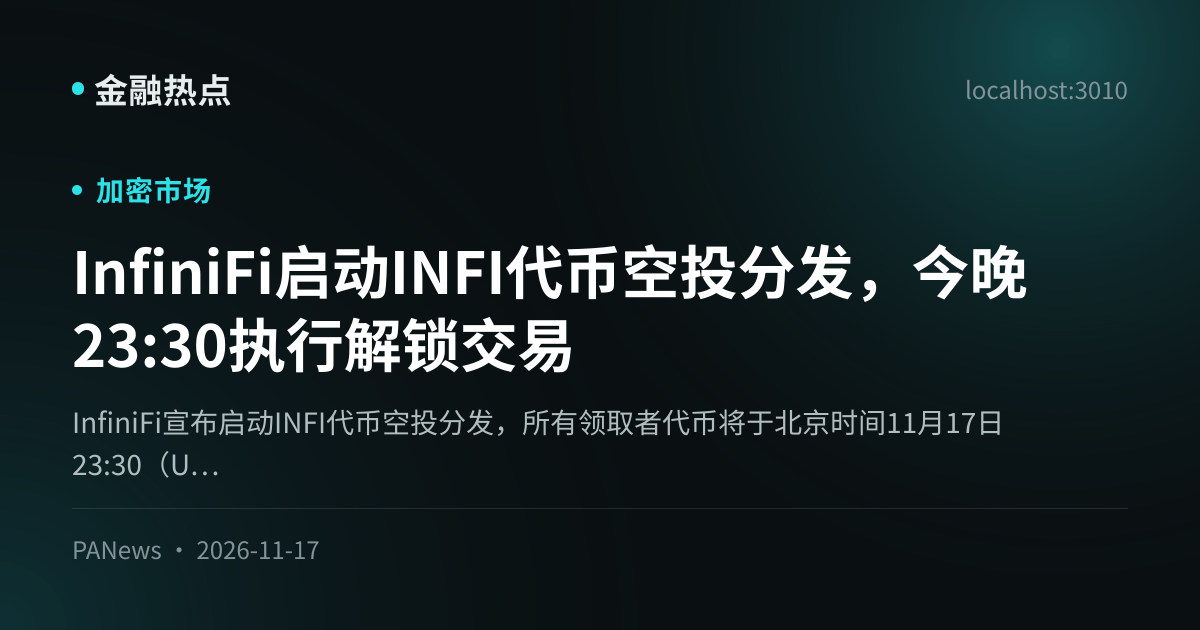 金融热点
localhost:3010
加密市场
InfiniFi启动INFI代币空投分发，今晚
23:30执行解锁交易
InfiniFi宣布启动INFI代币空投分发，所有领取者代币将于北京时间11月17日
23:30（U…
PANews • 2026-11-17